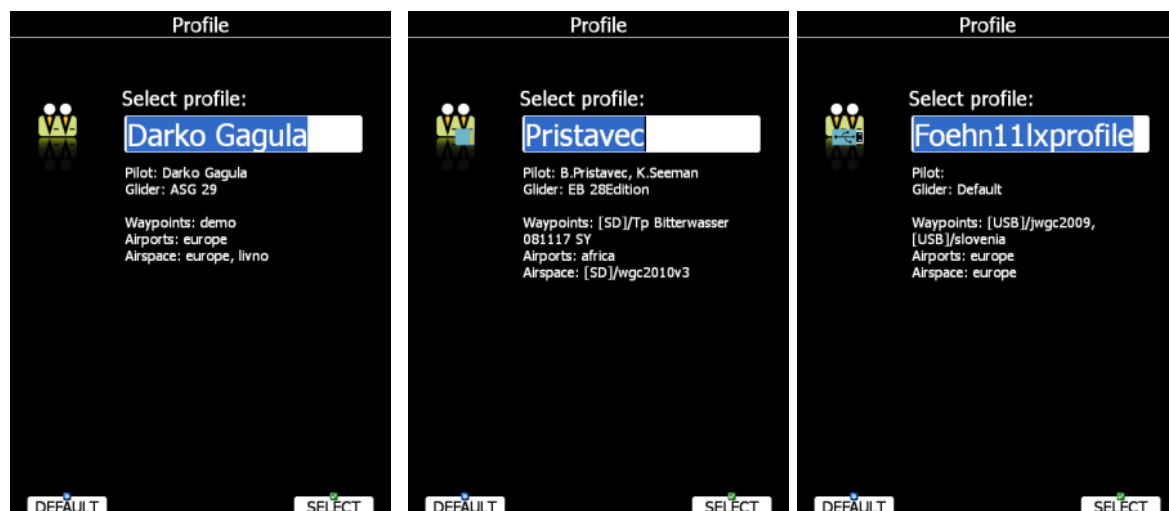 Profile
Select profile:
Darko Gagula
Pilot: Darko Gagula
Glider: ASG 29
Waypoints: demo
Airports: europe
Airspace: europe, livno
DEFAULT
SELECT
Profile
Select profile:
Pristavec
Pilot: B.Pristavec, K.Seeman
Glider: EB 28Edition
Waypoints: [SD]/Tp Bitterwasser
081117 SY
Airports: africa
Airspace: [SD]/wgc2010v3
DEFAULT
SELECT
Profile
Select profile:
Foehn11lxprofile
Pilot:
Glider: Default
Waypoints: [USB]/jwgc2009,
[USB]/slovenia
Airports: europe
Airspace: europe
DEFAULT
SELECT